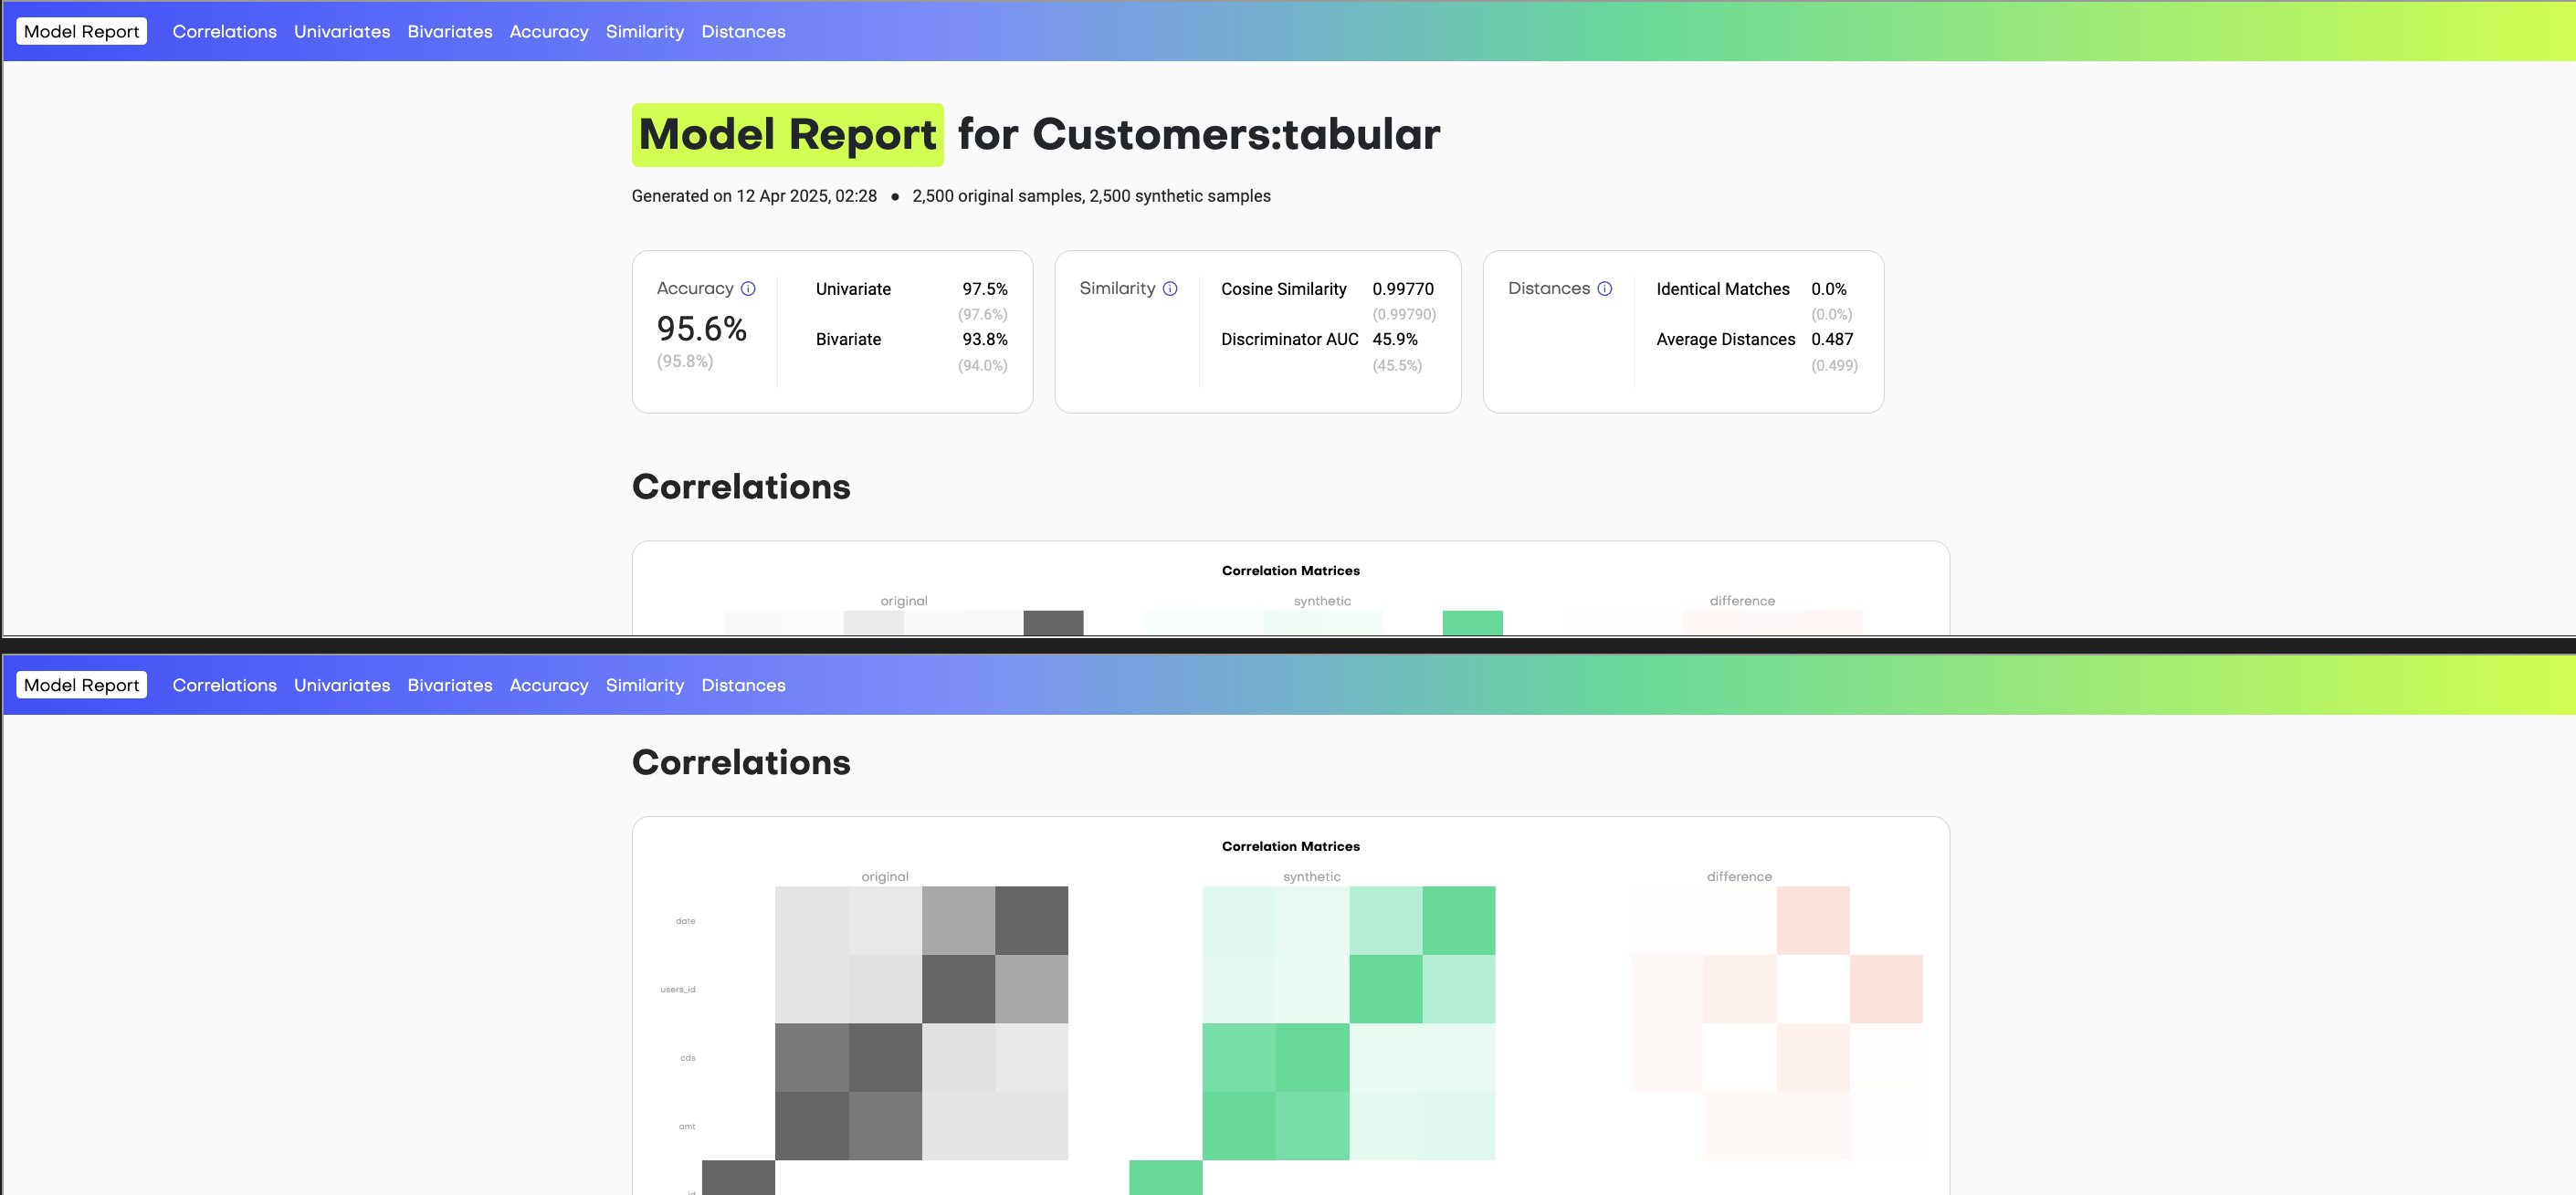 Model Report Correlations Univariates Bivariates Accuracy Similarity Distances
Model Report for Customers:tabular
Generated on 12 Apr 2025, 02:28 • 2,500 original samples, 2,500 synthetic samples
Accuracy
95.6%
(95.8%)
Univariate 97.5%
(97.6%)
Bivariate 93.8%
(94.0%)
Similarity
Cosine Similarity 0.99770
(0.99790)
Discriminator AUC 45.9%
(45.5%)
Distances
Identical Matches 0.0%
(0.0%)
Average Distances 0.487
(0.499)
Correlations
Correlation Matrices
original synthetic difference
Model Report Correlations Univariates Bivariates Accuracy Similarity Distances
Correlations
Correlation Matrices
original synthetic difference
date
users_id
cds
amt